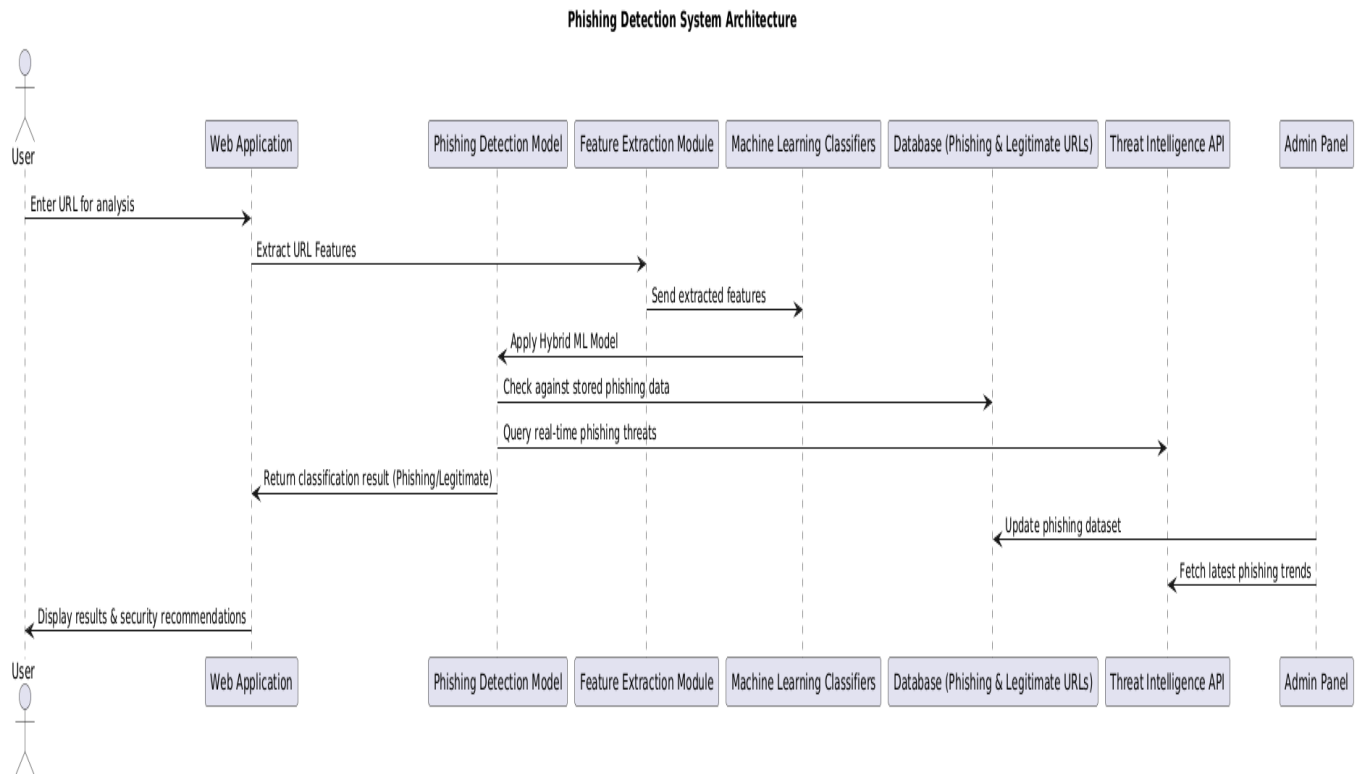 Phishing Detection System Architecture
User
Web Application
Phishing Detection Model
Feature Extraction Module
Machine Learning Classifiers
Database (Phishing & Legitimate URLs)
Threat Intelligence API
Admin Panel
Enter URL for analysis
Extract URL Features
Send extracted features
Apply Hybrid ML Model
Check against stored phishing data
Query real-time phishing threats
Return classification result (Phishing/Legitimate)
Update phishing dataset
Fetch latest phishing trends
Display results & security recommendations
User
Web Application
Phishing Detection Model
Feature Extraction Module
Machine Learning Classifiers
Database (Phishing & Legitimate URLs)
Threat Intelligence API
Admin Panel